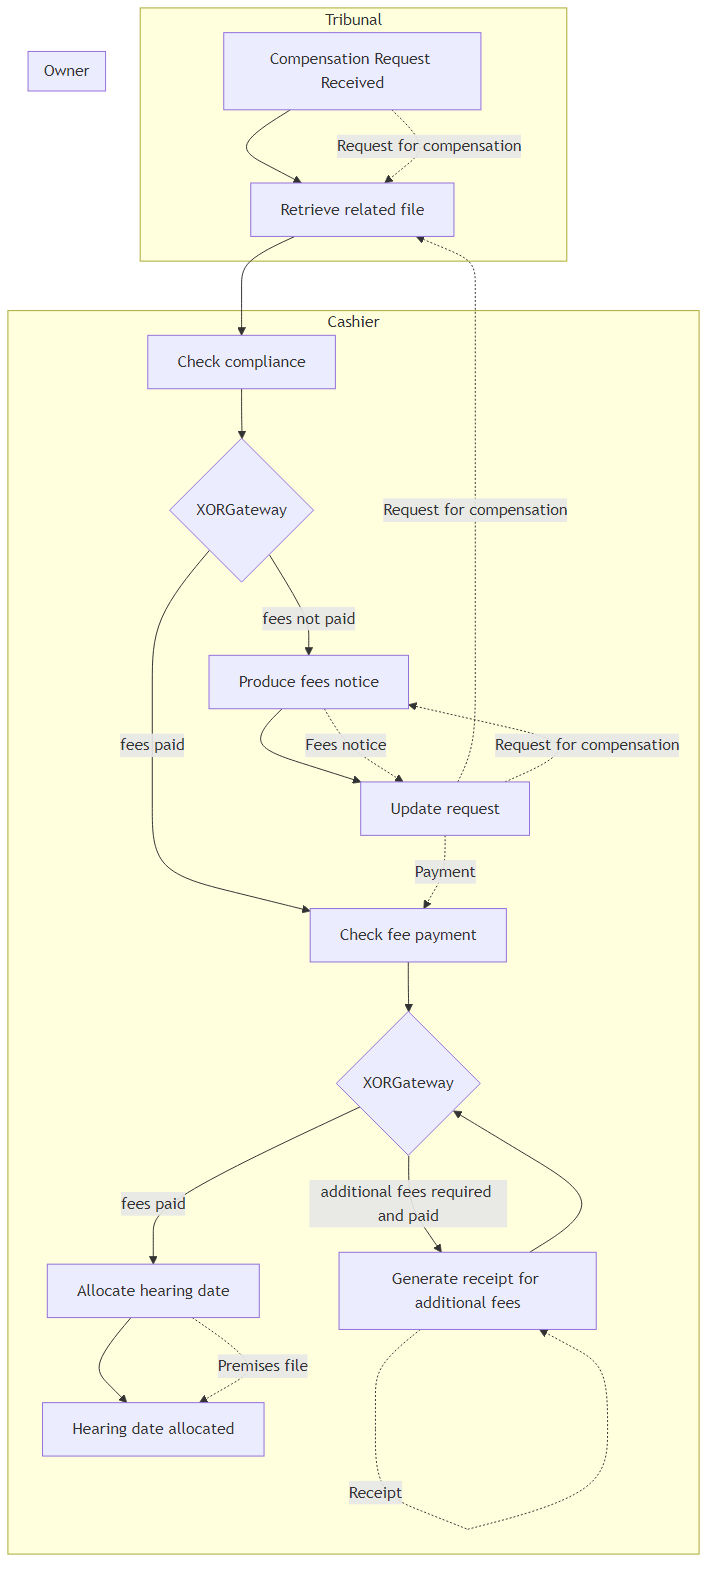 Tribunal
Owner
Compensation Request
Received
Request for compensation
Retrieve related file
Cashier
Check compliance
XORGateway
Request for compensation
fees not paid
Produce fees notice
fees paid
Fees notice
Request for compensation
Update request
Payment
Check fee payment
XORGateway
fees paid
additional fees required
and paid
Allocate hearing date
Generate receipt for
additional fees
Premises file
Hearing date allocated
Receipt